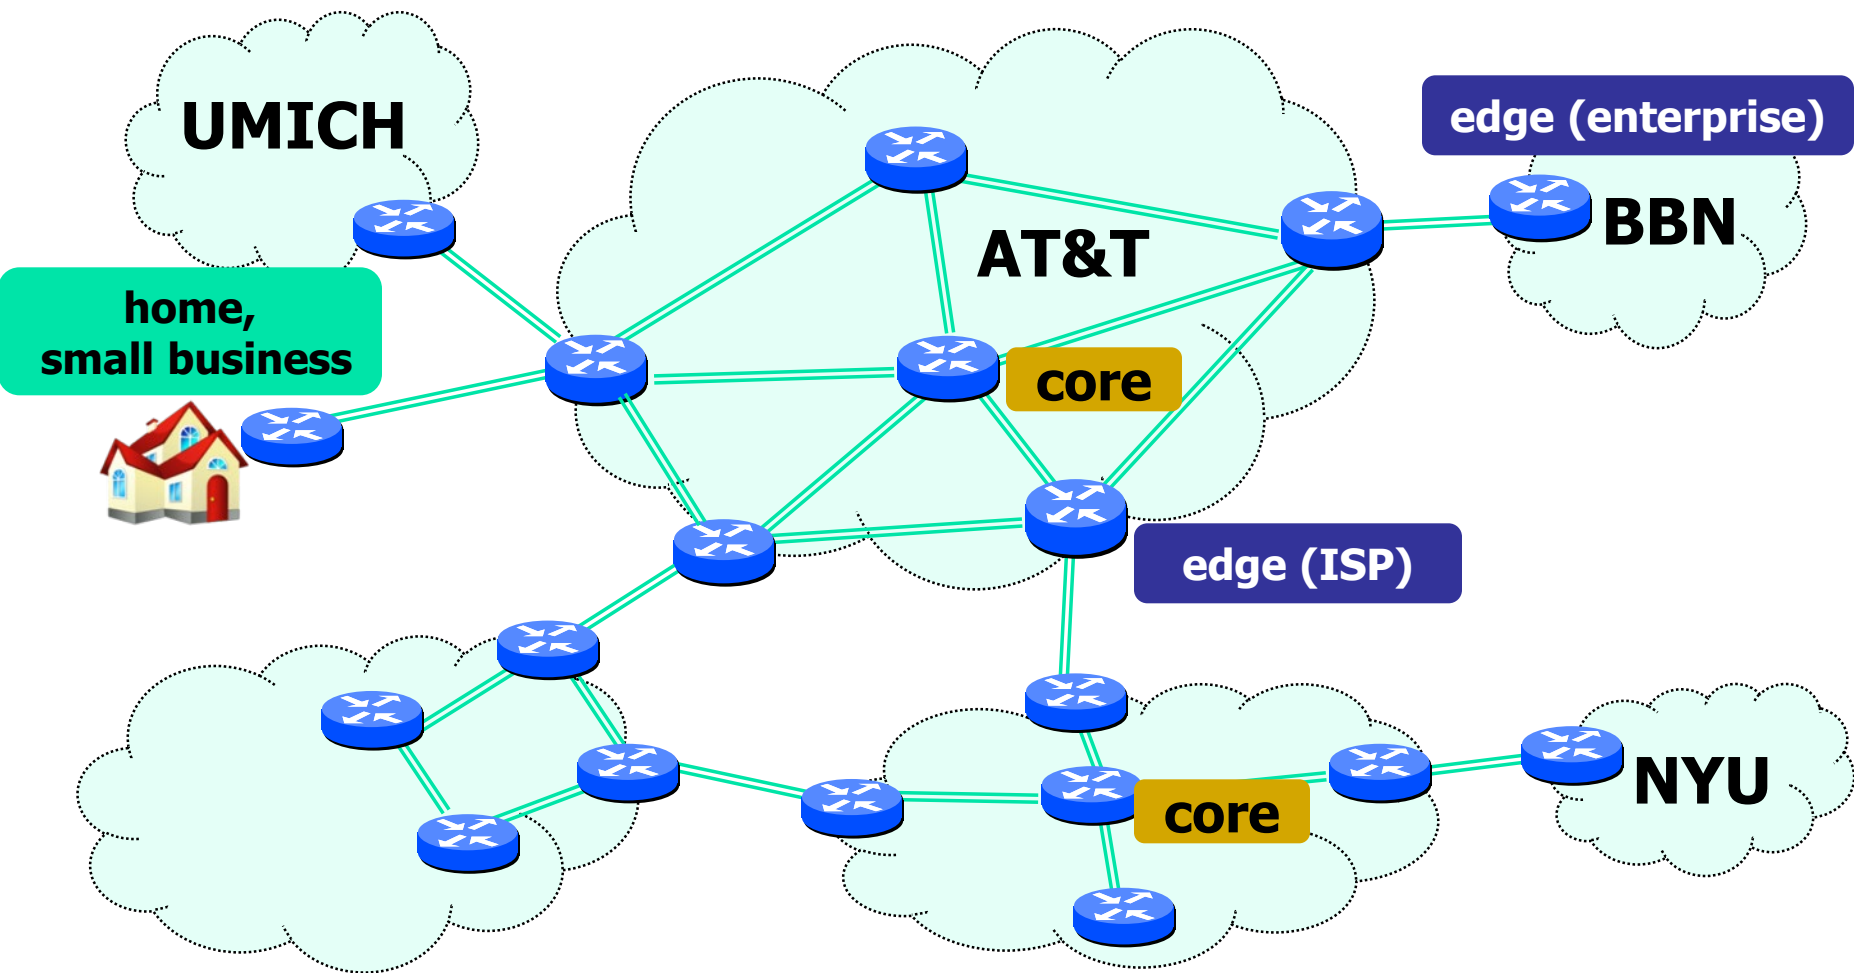 UMICH
edge (enterprise)
BBN
AT&T
home,
small business
core
edge (ISP)
NYU
core